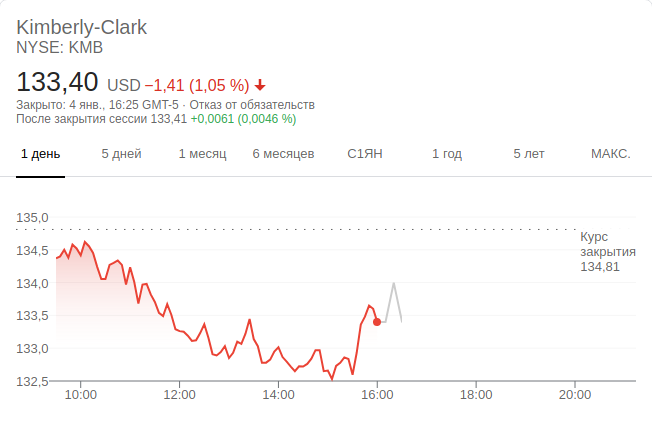 Kimberly-Clark
NYSE: KMB
133,40 USD −1,41 (1,05 %)
Закрыто: 4 янв., 16:25 GMT-5 · Отказ от обязательств
После закрытия сессии 133,41 +0,0061 (0,0046 %)
1 день 5 дней 1 месяц 6 месяцев С1ЯН 1 год 5 лет МАКС.
135,0
134,5
134,0
133,5
133,0
132,5
Курс
закрытия
134,81
10:00 12:00 14:00 16:00 18:00 20:00